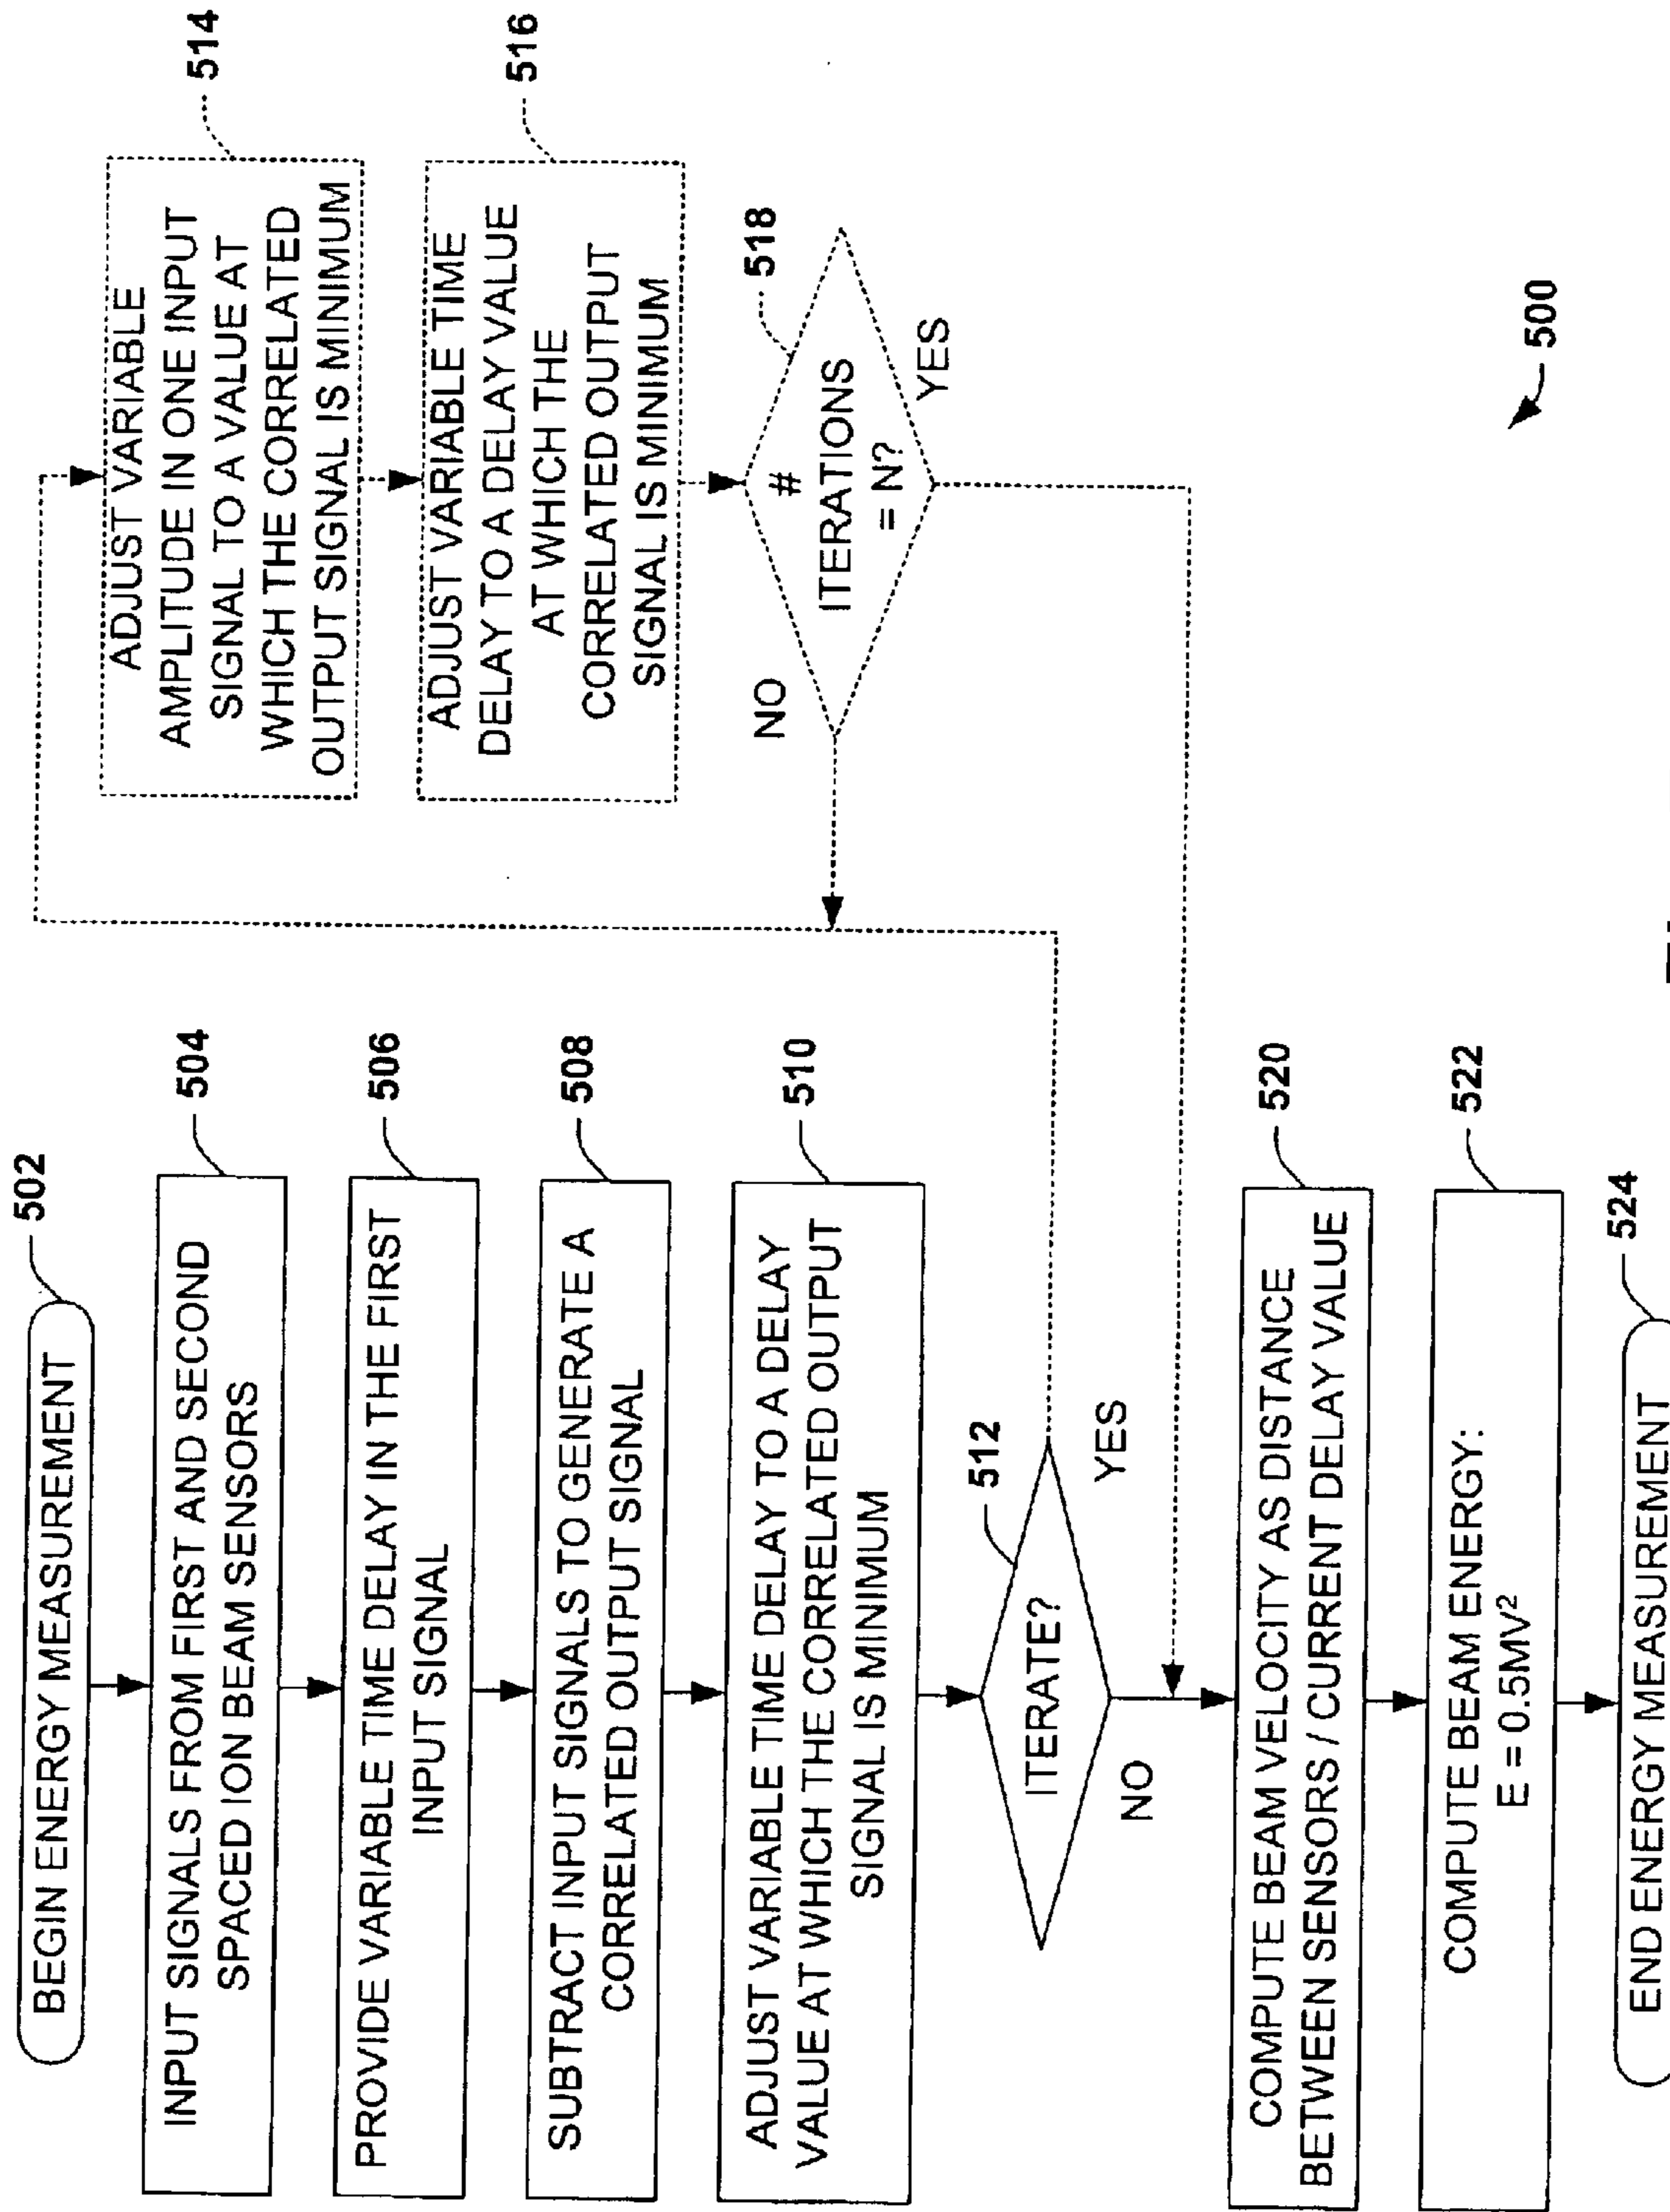 BEGIN ENERGY MEASUREMENT
502
INPUT SIGNALS FROM FIRST AND SECOND
SPACED ION BEAM SENSORS
504
PROVIDE VARIABLE TIME DELAY IN THE FIRST
INPUT SIGNAL
506
SUBTRACT INPUT SIGNALS TO GENERATE A
CORRELATED OUTPUT SIGNAL
508
ADJUST VARIABLE TIME DELAY TO A DELAY
VALUE AT WHICH THE CORRELATED OUTPUT
SIGNAL IS MINIMUM
510
ITERATE?
512
YES
NO
ADJUST VARIABLE
AMPLITUDE IN ONE INPUT
SIGNAL TO A VALUE AT
WHICH THE CORRELATED
OUTPUT SIGNAL IS MINIMUM
514
ADJUST VARIABLE TIME
DELAY TO A DELAY VALUE
AT WHICH THE
CORRELATED OUTPUT
SIGNAL IS MINIMUM
516
#
ITERATIONS
= N?
518
NO
YES
COMPUTE BEAM VELOCITY AS DISTANCE
BETWEEN SENSORS / CURRENT DELAY VALUE
520
COMPUTE BEAM ENERGY:
E = 0.5MV²
522
END ENERGY MEASUREMENT
524
500